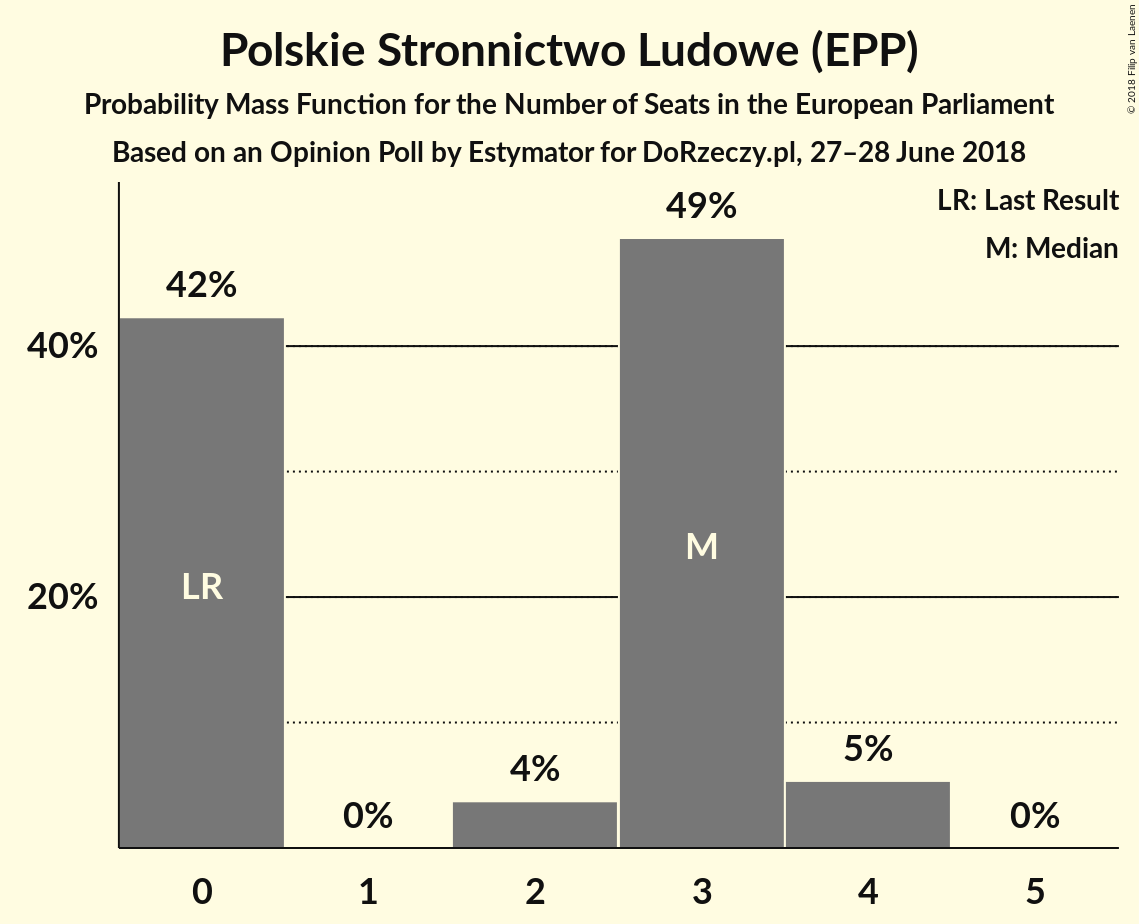 Polskie Stronnictwo Ludowe (EPP)
Probability Mass Function for the Number of Seats in the European Parliament
Based on an Opinion Poll by Estymator for DoRzeczy.pl, 27–28 June 2018
© 2018 Filip van Laenen
LR: Last Result
M: Median
49%
42%
40%
M
LR
20%
5%
4%
0%
0%
0 1 2 3 4 5